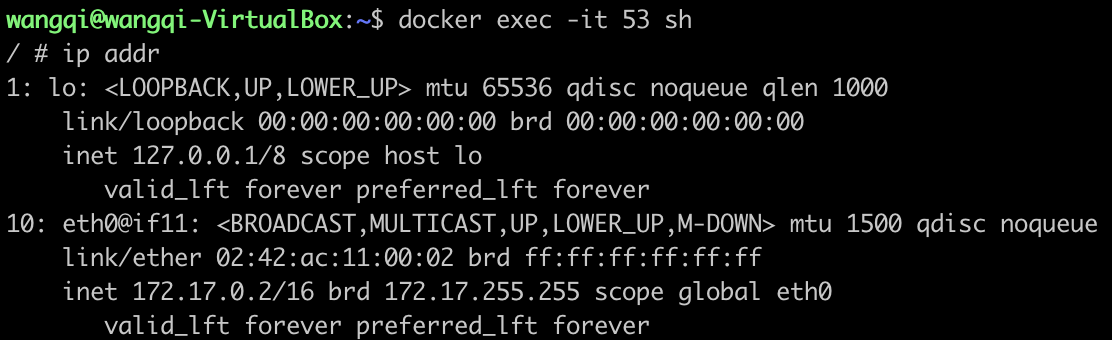 wangqi@wangqi-VirtualBox:~$ docker exec -it 53 sh
/ # ip addr
1: lo: <LOOPBACK,UP,LOWER_UP> mtu 65536 qdisc noqueue qlen 1000
    link/loopback 00:00:00:00:00:00 brd 00:00:00:00:00:00
    inet 127.0.0.1/8 scope host lo
       valid_lft forever preferred_lft forever
10: eth0@if11: <BROADCAST,MULTICAST,UP,LOWER_UP,M-DOWN> mtu 1500 qdisc noqueue
    link/ether 02:42:ac:11:00:02 brd ff:ff:ff:ff:ff:ff
    inet 172.17.0.2/16 brd 172.17.255.255 scope global eth0
       valid_lft forever preferred_lft forever